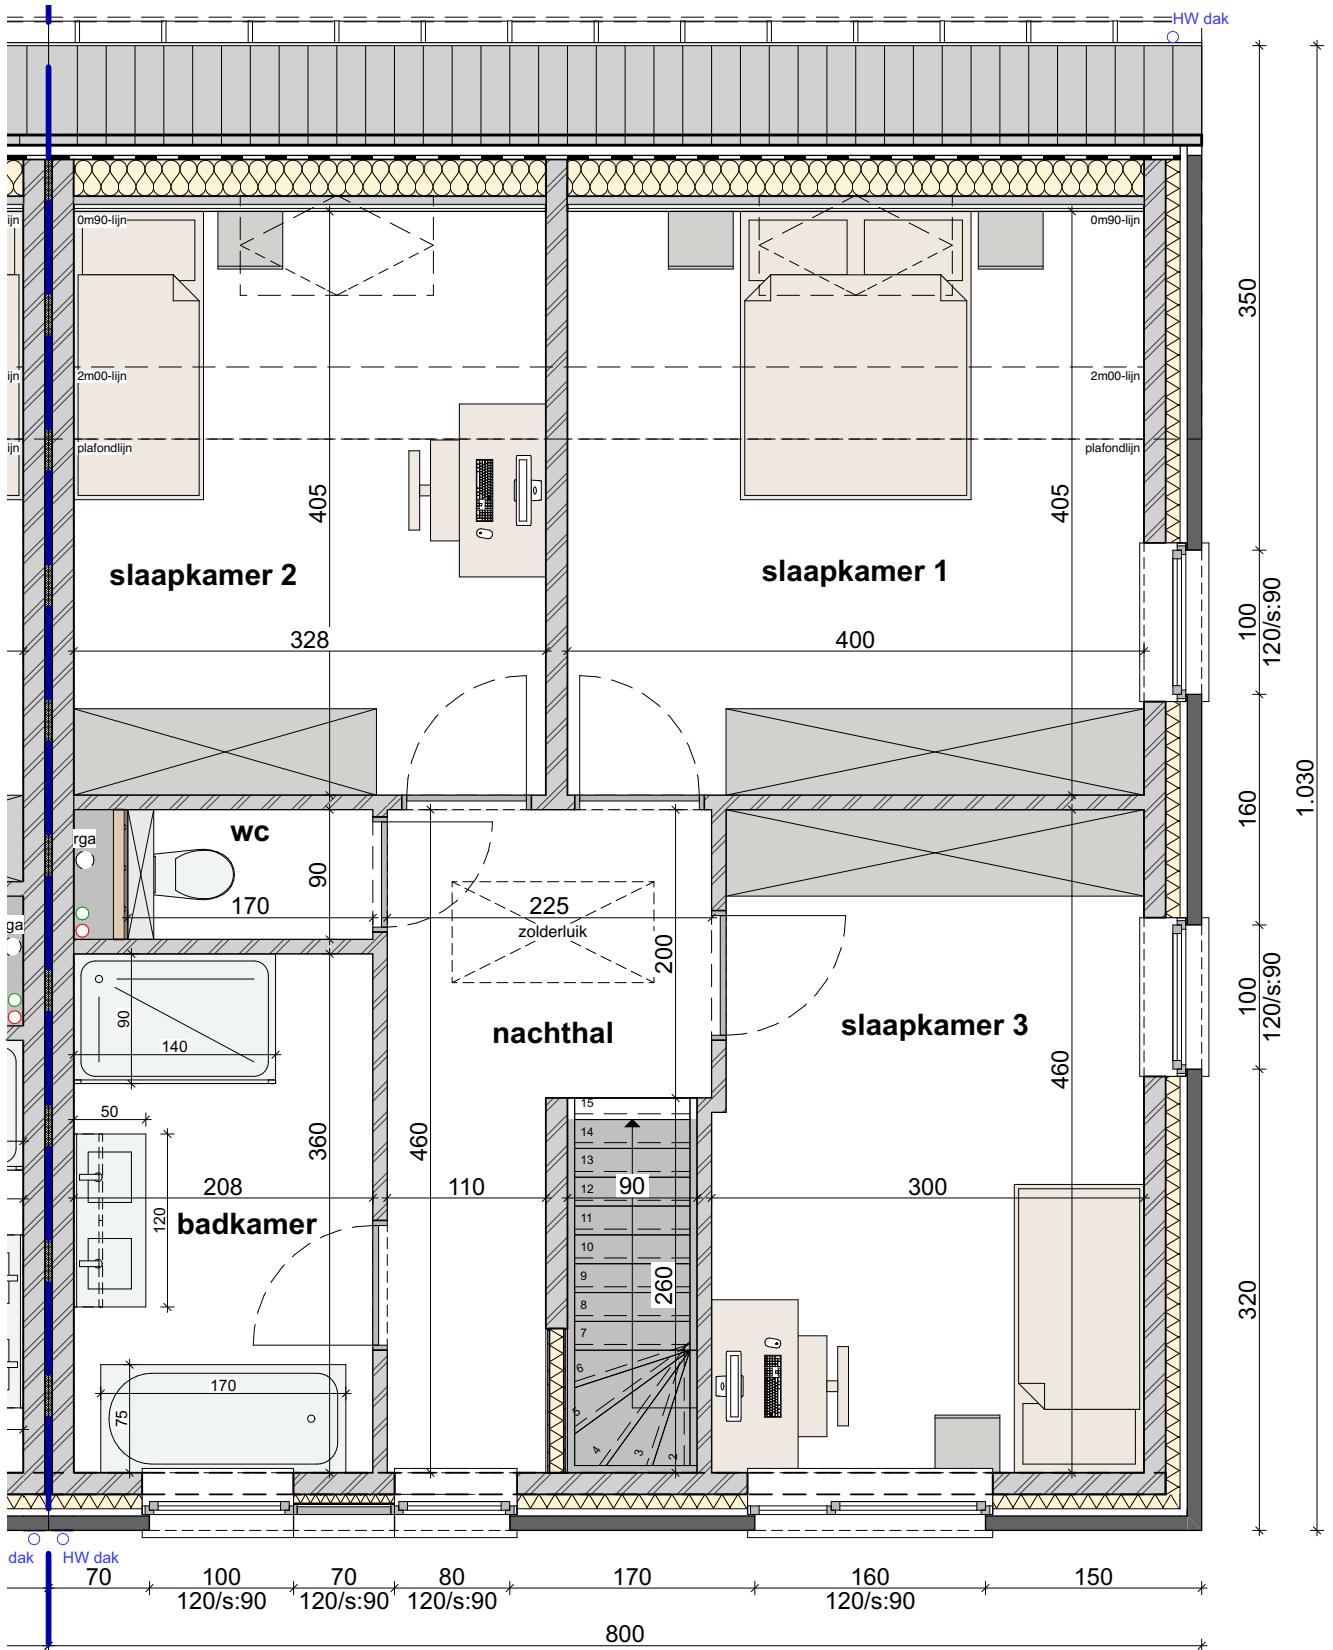 HW dak
0m90-lijn
0m90-lijn
ijn
2m00-lijn
2m00-lijn
ijn
plafondlijn
plafondlijn
ijn
350
405
405
slaapkamer 2
slaapkamer 1
100
120/s:90
328
400
1.030
160
wc
rga
90
170
225
zolderluik
ga
200
100
120/s:90
nachthal
slaapkamer 3
90
140
50
360
460
460
15
14
13
12
11
10
9
8
7
6
5
4
3
2
208
110
90
300
120
badkamer
260
320
170
75
dak
HW dak
70
100
120/s:90
70
120/s:90
80
120/s:90
170
160
120/s:90
150
800